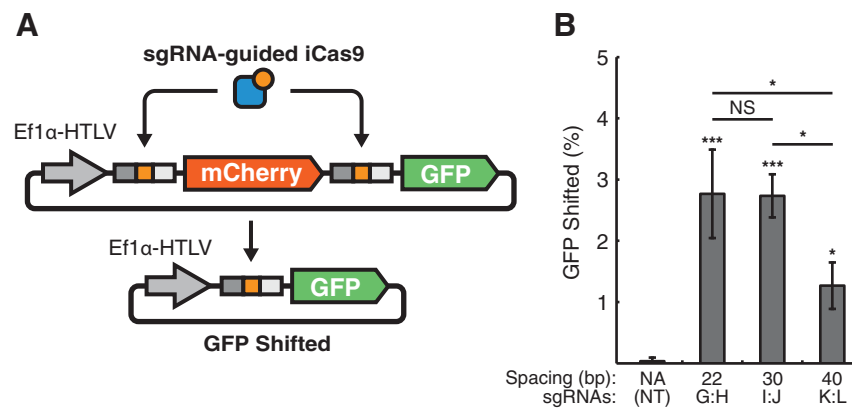 A
sgRNA-guided iCas9
Ef1α-HTLV
mCherry
GFP
Ef1α-HTLV
GFP
GFP Shifted
B
GFP Shifted (%)
5
4
3
2
1
*
NS
*
***
***
*
Spacing (bp): NA 22 30 40
sgRNAs: (NT) G:H I:J K:L